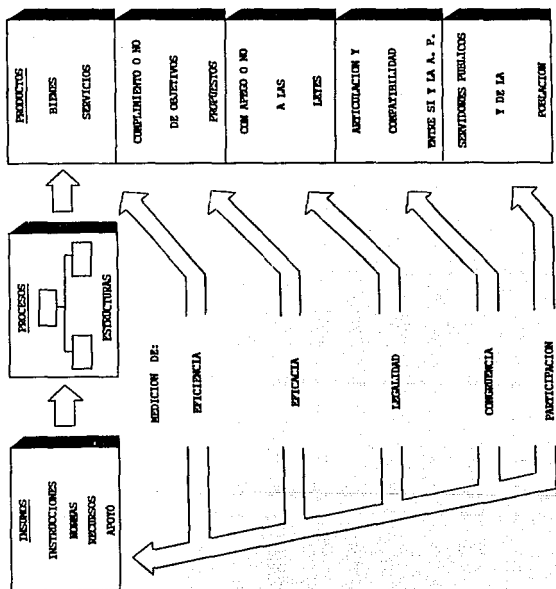 INSUMOS
INSTRUCCIONES
NORMAS
RECURSOS
APOYO
PROCESOS
ESTRUCTURAS
PRODUCTOS
BIENES
SERVICIOS
MEDICION DE:
EFICIENCIA
CUMPLIMIENTO O NO
DE OBJETIVOS
PROPUESTOS
EFICACIA
CON APEGO O NO
A LAS
LEYES
LEGALIDAD
ARTICULACION Y
COMPATIBILIDAD
ENTRE SI Y LA A. P.
CONGRUENCIA
SERVIDORES PUBLICOS
Y DE LA
POBLACION
PARTICIPACION